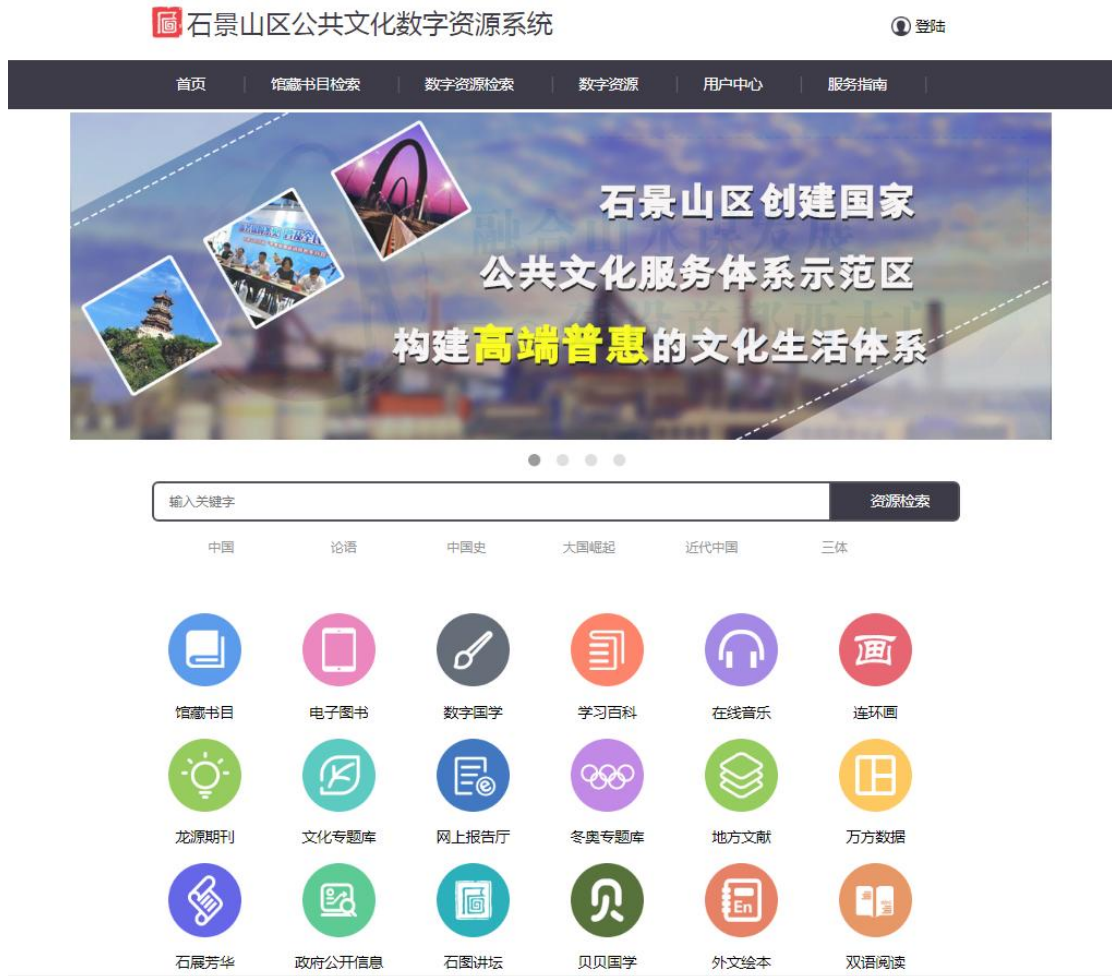 石景山区公共文化数字资源系统
登陆
首页 馆藏书目检索 数字资源检索 数字资源 用户中心 服务指南
石景山区创建国家
公共文化服务体系示范区
构建高端普惠的文化生活体系
输入关键字 资源检索
中国 论语 中国史 大国崛起 近代中国 三体
画
馆藏书目 电子图书 数字国学 学习百科 在线音乐 连环画
e
龙源期刊 文化专题库 网上报告厅 冬奥专题库 地方文献 万方数据
En
石展芳华 政府公开信息 石图讲坛 贝贝国学 外文绘本 双语阅读